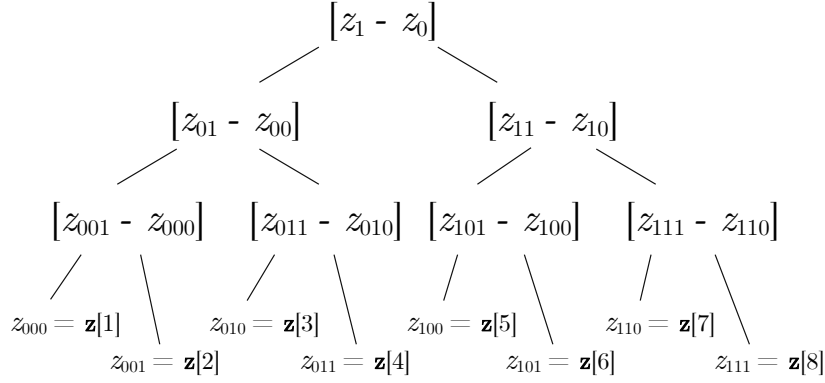 [z₁ - z₀]
[z₀₁ - z₀₀] [z₁₁ - z₁₀]
[z₀₀₁ - z₀₀₀] [z₀₁₁ - z₀₁₀] [z₁₀₁ - z₁₀₀] [z₁₁₁ - z₁₁₀]
z₀₀₀ = z[1] z₀₁₀ = z[3] z₁₀₀ = z[5] z₁₁₀ = z[7]
z₀₀₁ = z[2] z₀₁₁ = z[4] z₁₀₁ = z[6] z₁₁₁ = z[8]